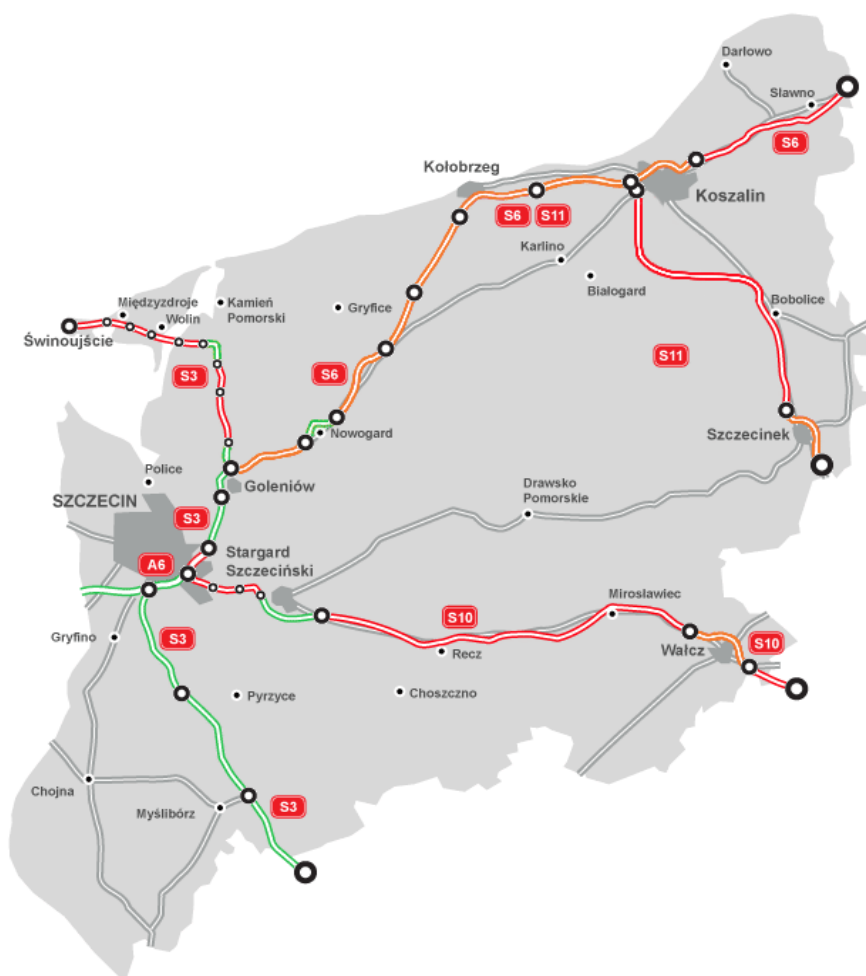 Darłowo
Sławno
S6
Kołobrzeg
Koszalin
S6
S11
Karlino
Białogard
Międzyzdroje
Wolin
Kamień
Pomorski
Gryfice
Bobolice
Świnoujście
S3
S6
S11
Nowogard
Szczecinek
Police
Goleniów
SZCZECIN
Drawsko
Pomorskie
S3
Stargard
Szczeciński
A6
Mirosławiec
S10
Gryfino
S3
Recz
Wałcz
S10
Pyrzyce
Choszczno
Chojna
Myślibórz
S3